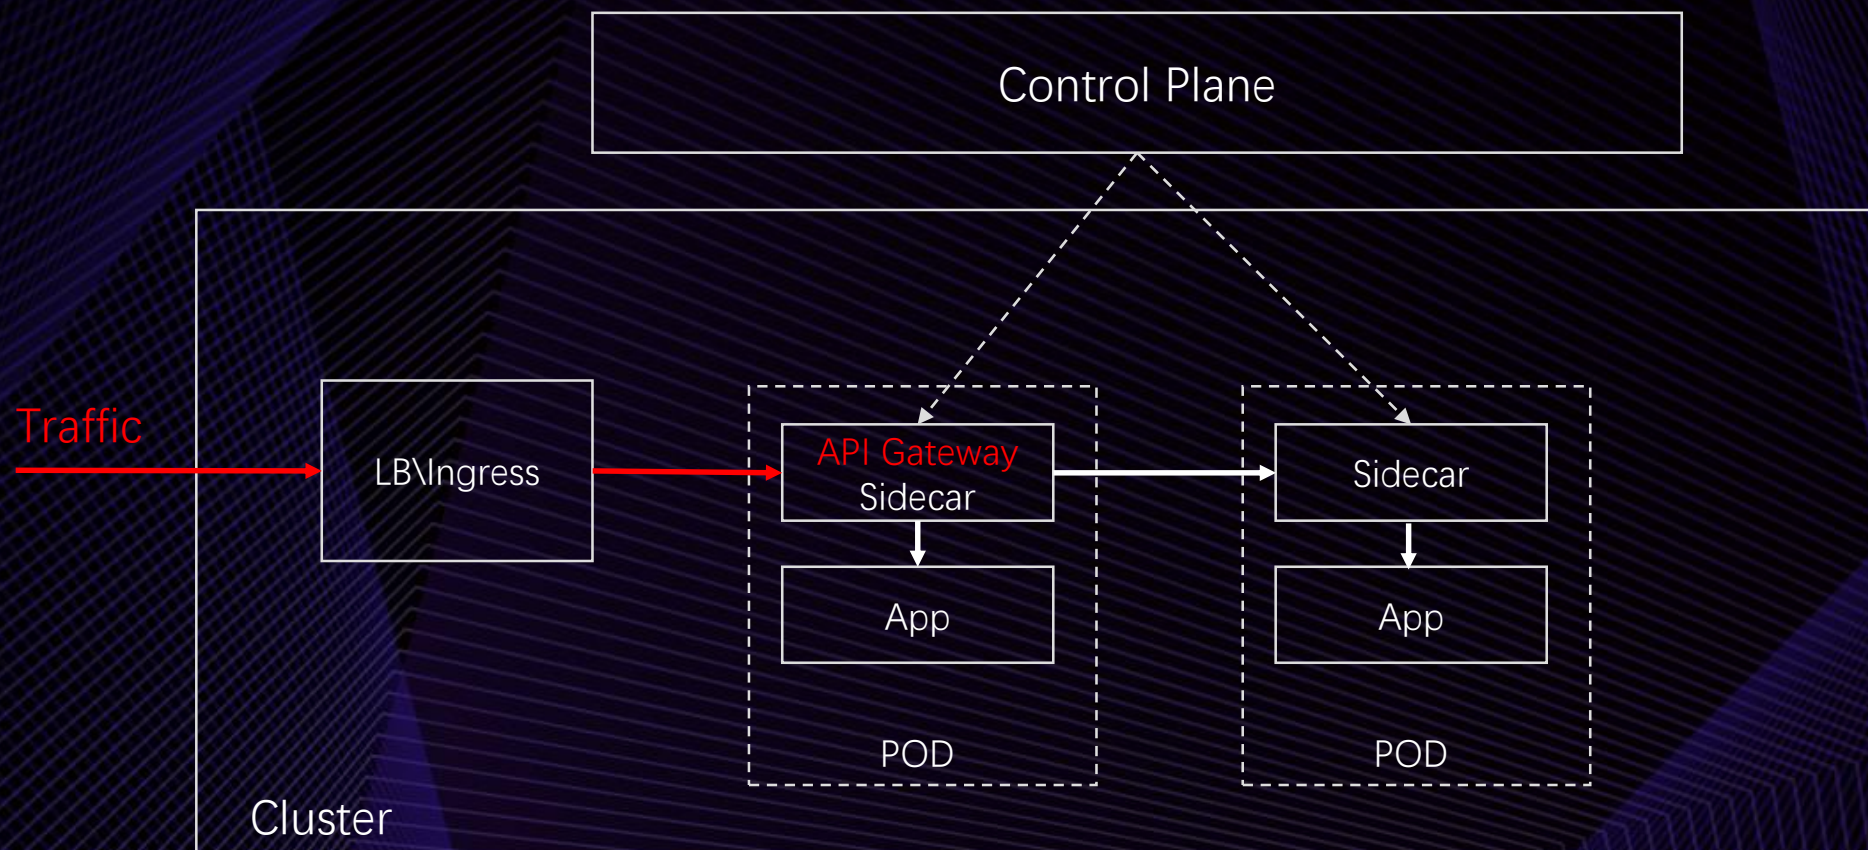 Control Plane
Traffic
LB\Ingress
API Gateway
Sidecar
Sidecar
App
App
POD
POD
Cluster